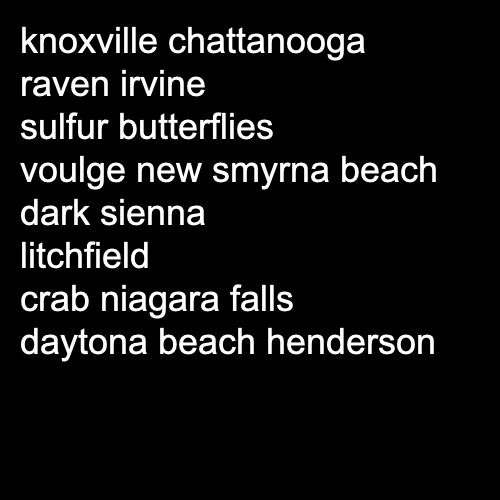 knoxville chattanooga
raven irvine
sulfur butterflies
voulge new smyrna beach
dark sienna
litchfield
crab niagara falls
daytona beach henderson